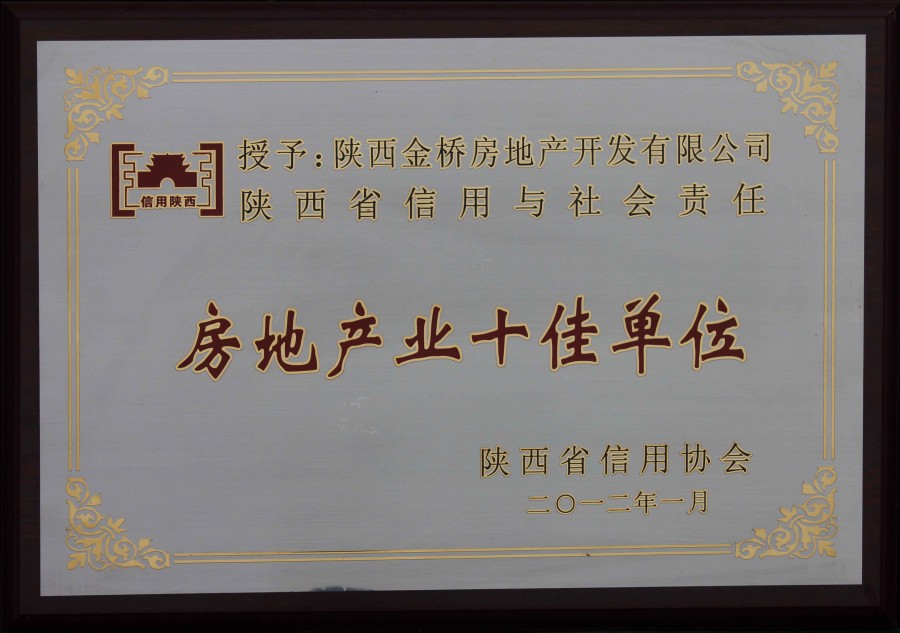 授予：陕西金桥房地产开发有限公司
信用陕西
陕西省信用与社会责任
房地产业十佳单位
陕西省信用协会
二〇一二年一月